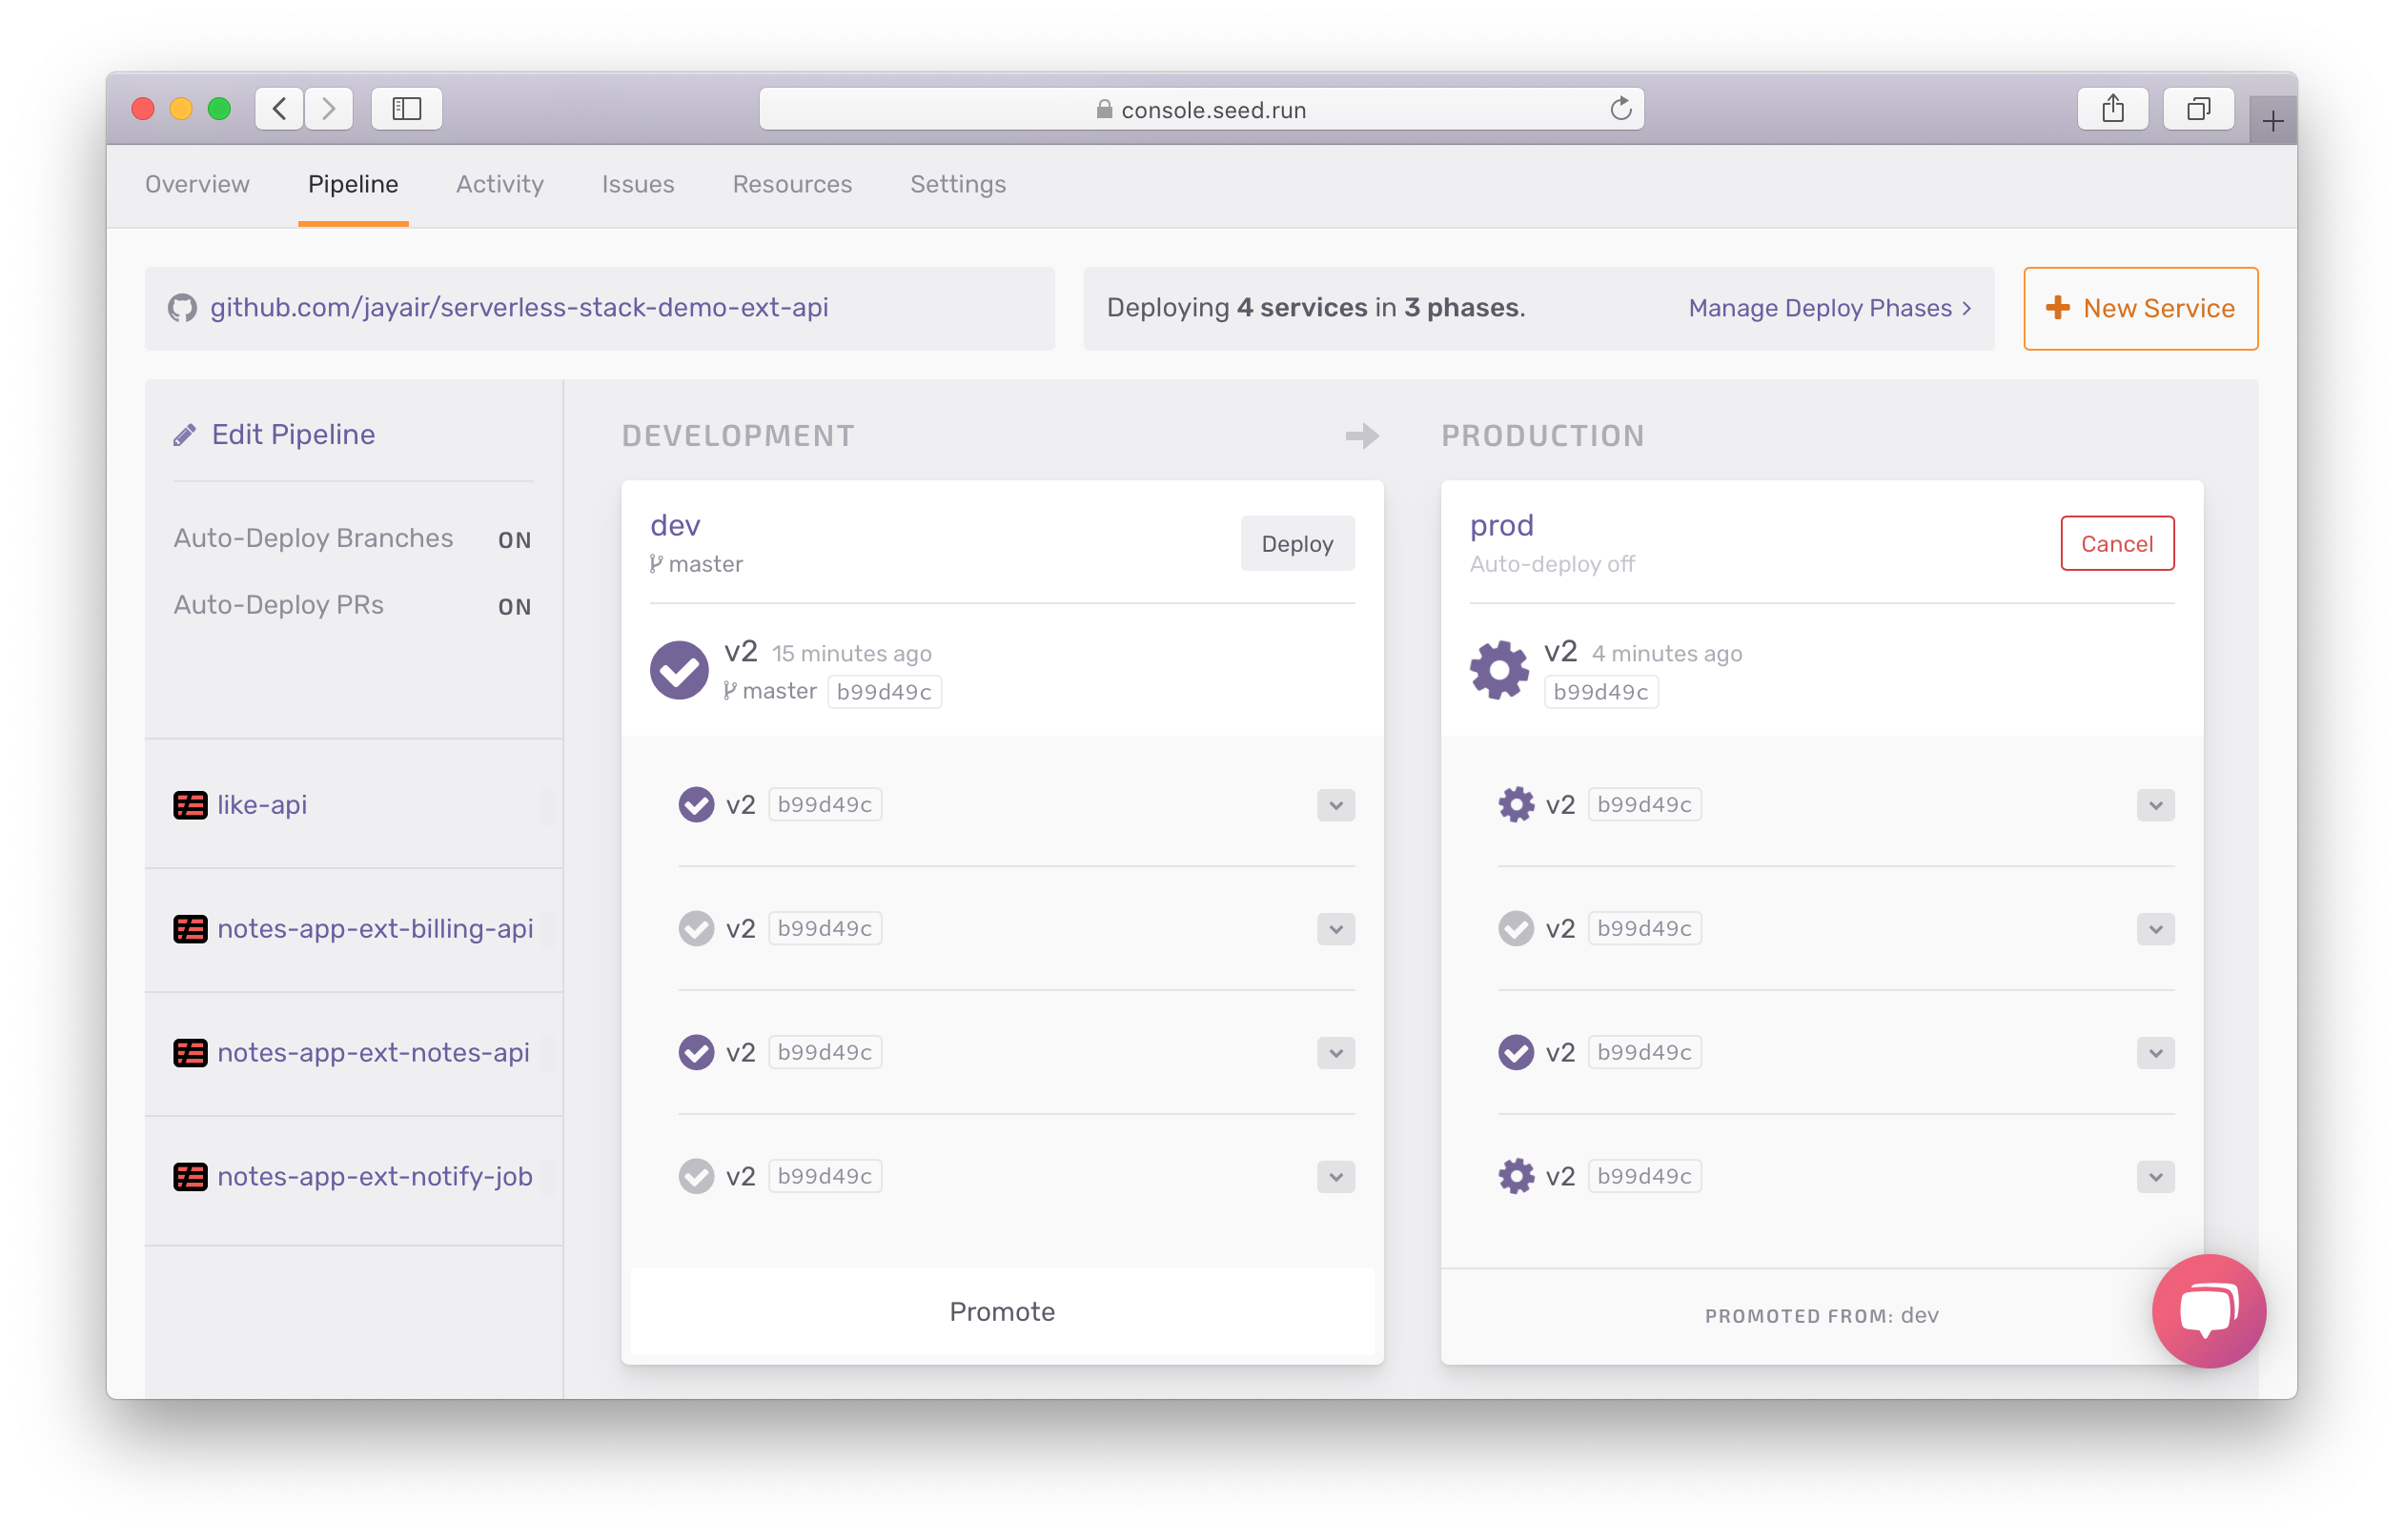 console.seed.run
Overview Pipeline Activity Issues Resources Settings
github.com/jayair/serverless-stack-demo-ext-api
Deploying 4 services in 3 phases.
Manage Deploy Phases
New Service
Edit Pipeline
Auto-Deploy Branches ON
Auto-Deploy PRs ON
like-api
notes-app-ext-billing-api
notes-app-ext-notes-api
notes-app-ext-notify-job
DEVELOPMENT
dev
master
Deploy
v2 15 minutes ago
master b99d49c
v2 b99d49c
v2 b99d49c
v2 b99d49c
v2 b99d49c
Promote
PRODUCTION
prod
Auto-deploy off
Cancel
v2 4 minutes ago
b99d49c
v2 b99d49c
v2 b99d49c
v2 b99d49c
v2 b99d49c
PROMOTED FROM: dev